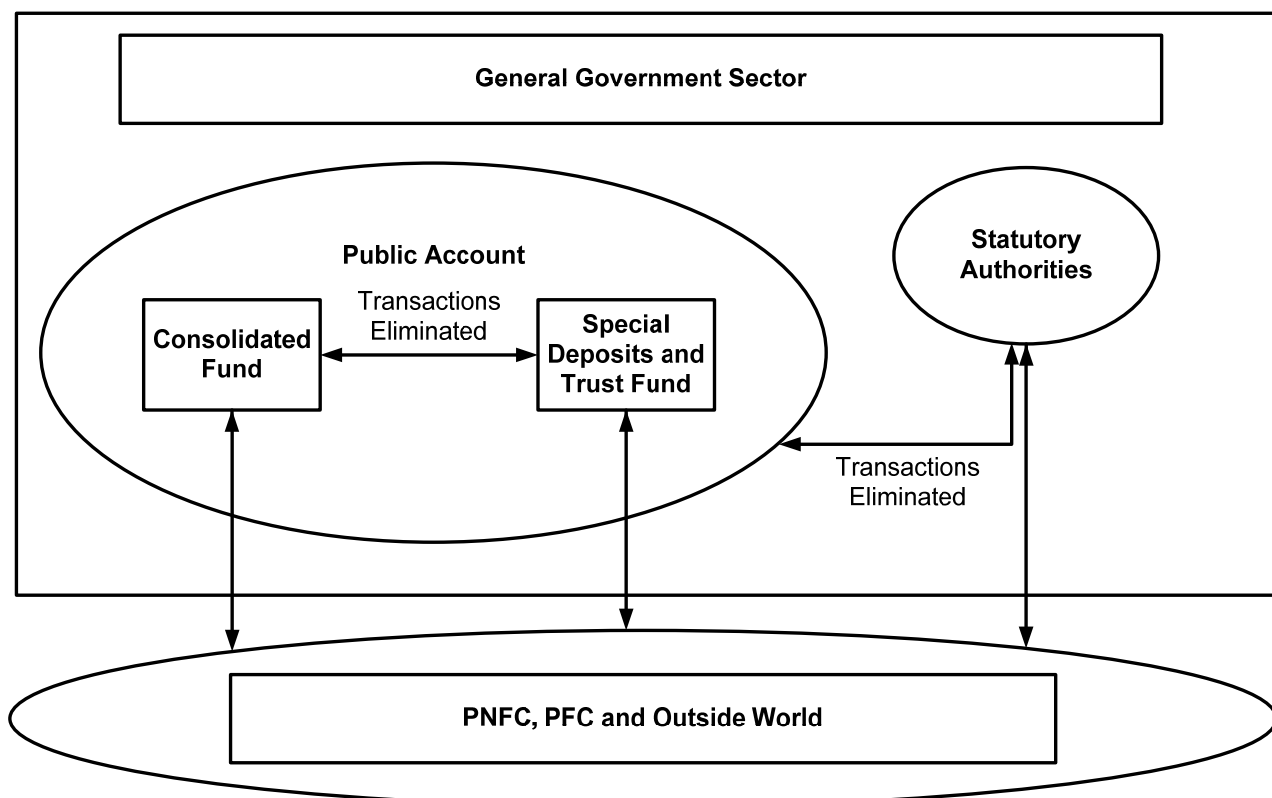 General Government Sector
Public Account
Transactions
Eliminated
Consolidated
Fund
Special
Deposits and
Trust Fund
Statutory
Authorities
Transactions
Eliminated
PNFC, PFC and Outside World